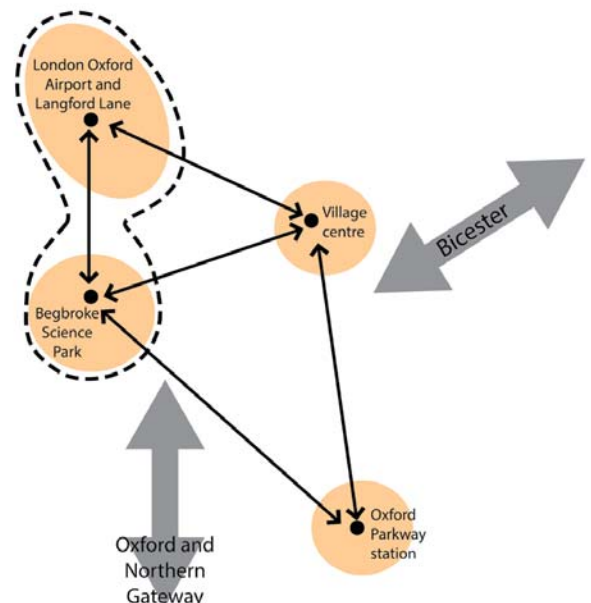 London Oxford
Airport and
Langford Lane
Village
centre
Bicester
Begbroke
Science
Park
Oxford
Parkway
station
Oxford and
Northern
Gateway